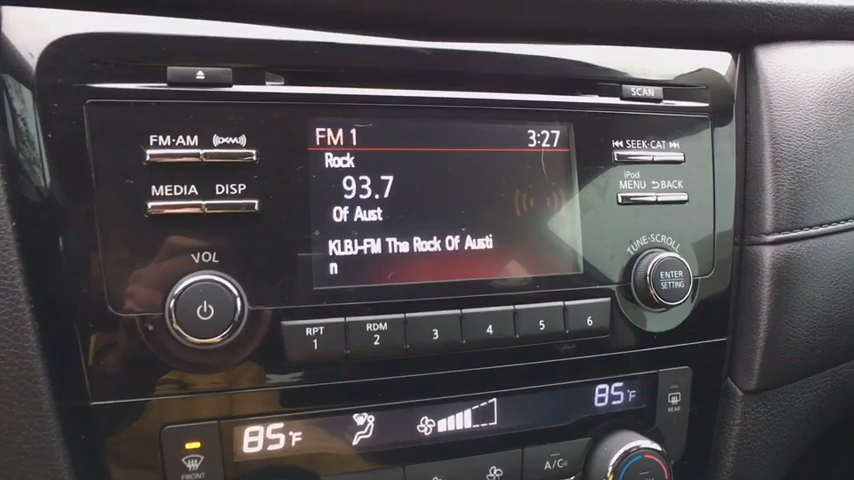 SCAN
FM·AM
((XM))
MEDIA
DISP
VOL
FM 1
3:27
Rock
93.7
Of Aust
KLBJ-FM The Rock Of Austi
n
SEEK·CAT
iPod
MENU
BACK
TUNE·SCROLL
ENTER
SETTING
RPT
1
RDM
2
3
4
5
6
85°F
85°F
FRONT
REAR
A/C